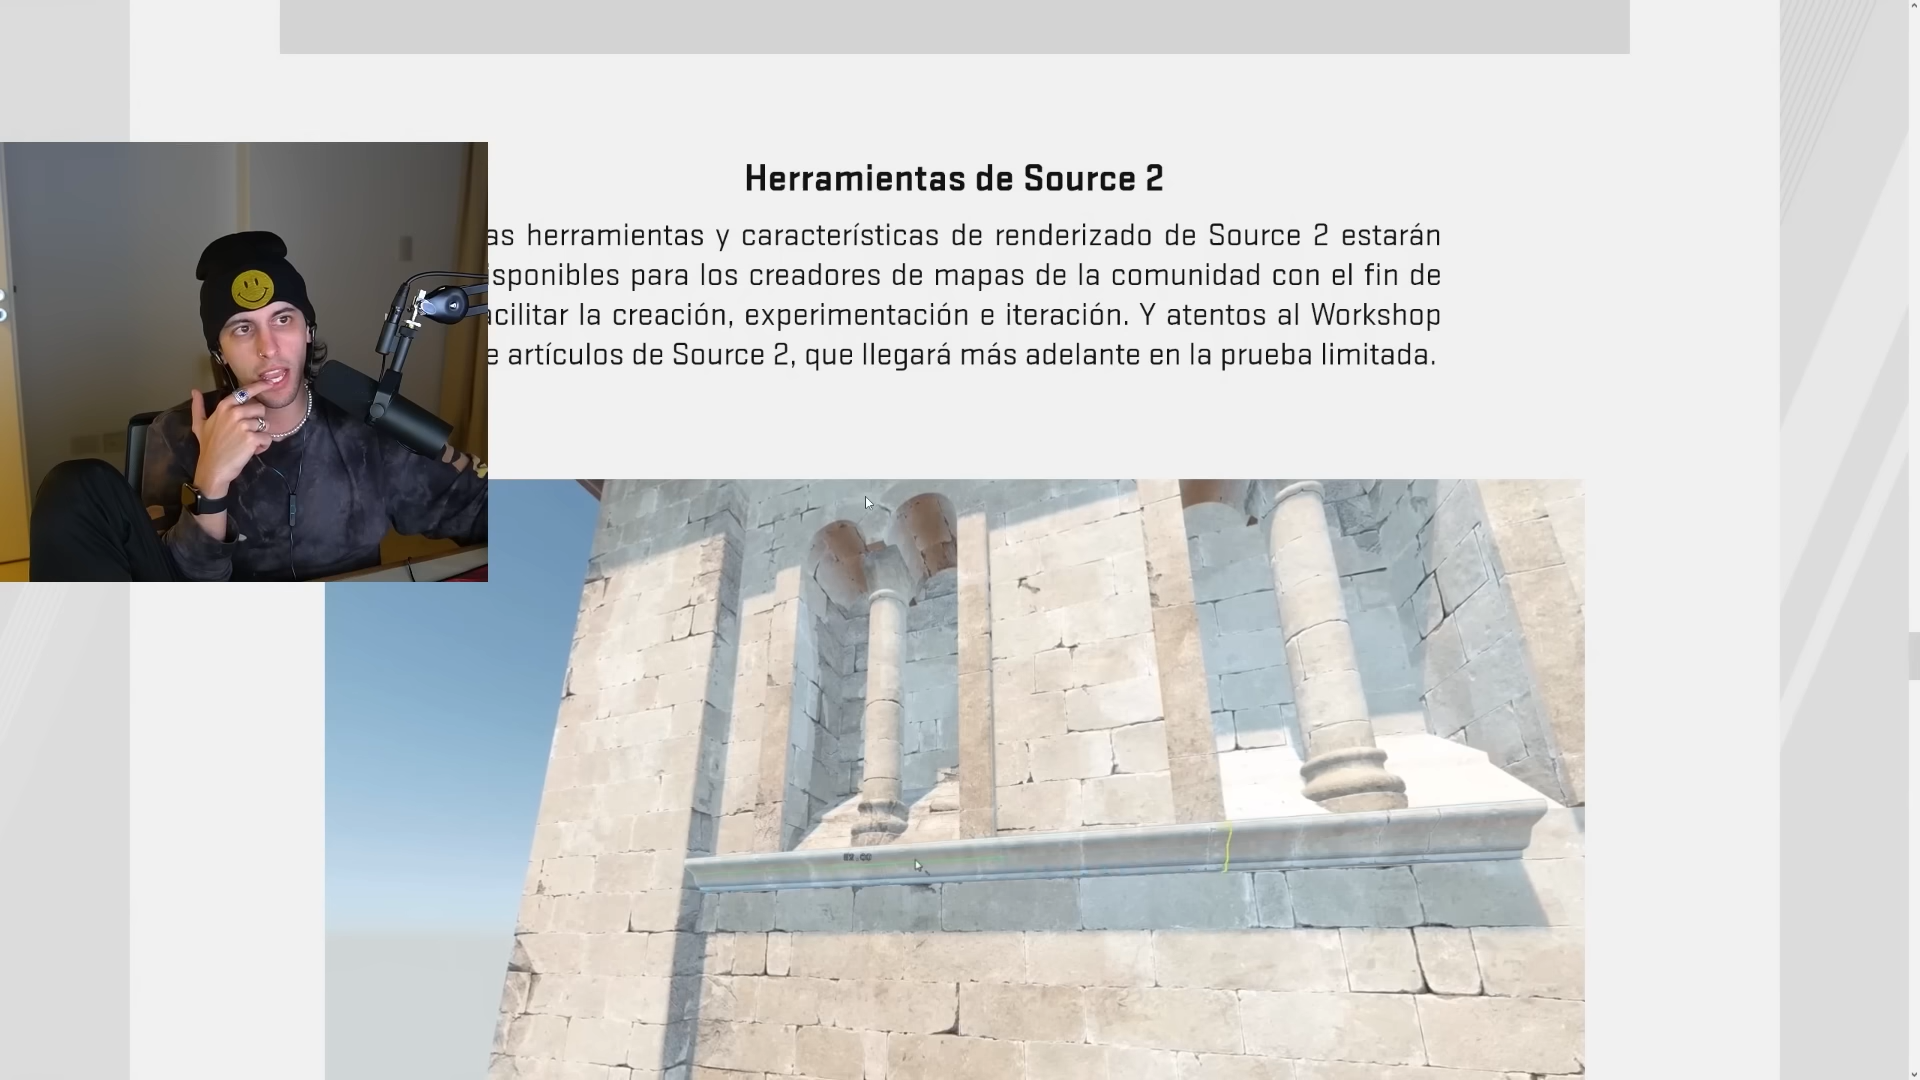 Herramientas de Source 2
as herramientas y características de renderizado de Source 2 estarán
isponibles para los creadores de mapas de la comunidad con el fin de
acilitar la creación, experimentación e iteración. Y atentos al Workshop
e artículos de Source 2, que llegará más adelante en la prueba limitada.